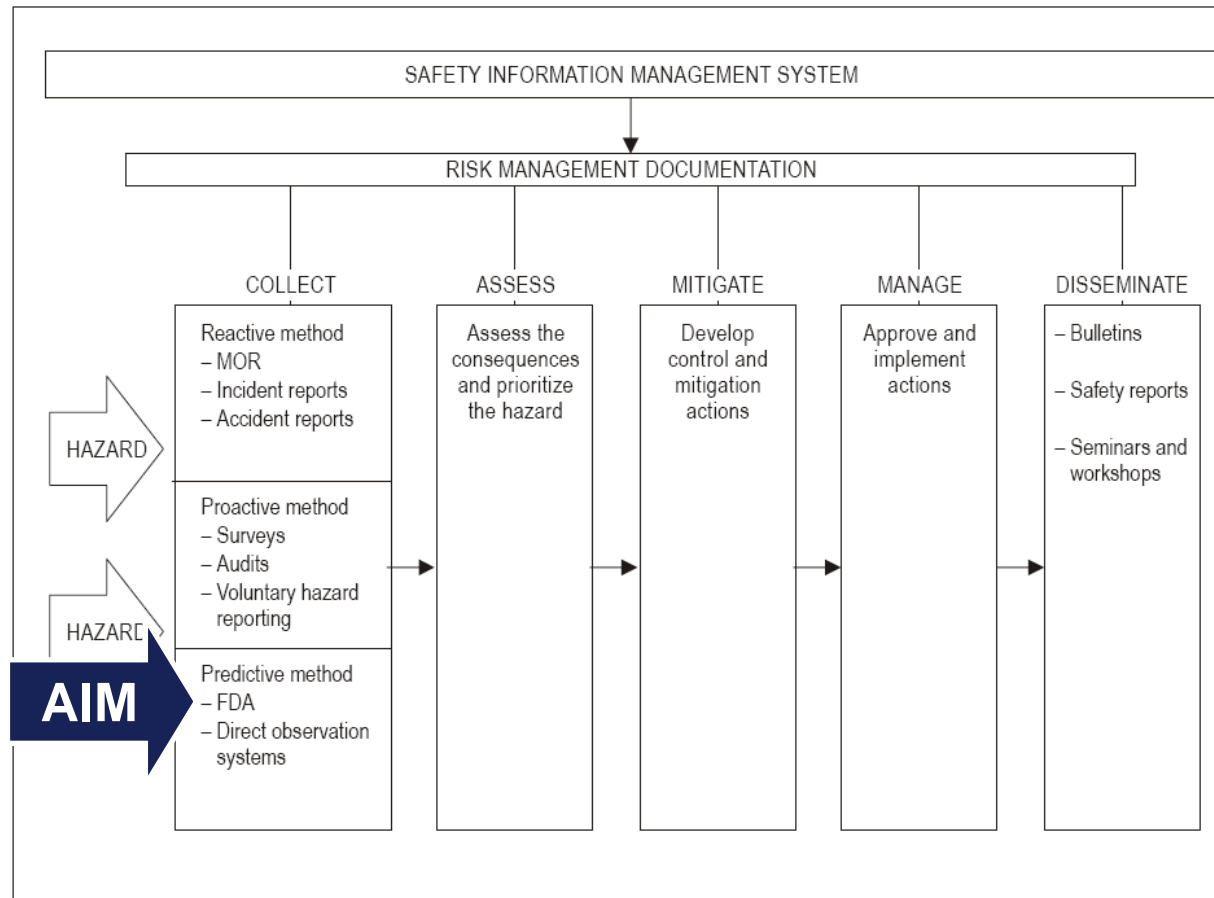 SAFETY INFORMATION MANAGEMENT SYSTEM
RISK MANAGEMENT DOCUMENTATION
COLLECT
ASSESS
MITIGATE
MANAGE
DISSEMINATE
HAZARD
HAZARD
AIM
Reactive method
– MOR
– Incident reports
– Accident reports
Proactive method
– Surveys
– Audits
– Voluntary hazard
reporting
Predictive method
– FDA
– Direct observation
systems
Assess the
consequences
and prioritize
the hazard
Develop
control and
mitigation
actions
Approve and
implement
actions
– Bulletins
– Safety reports
– Seminars and
workshops